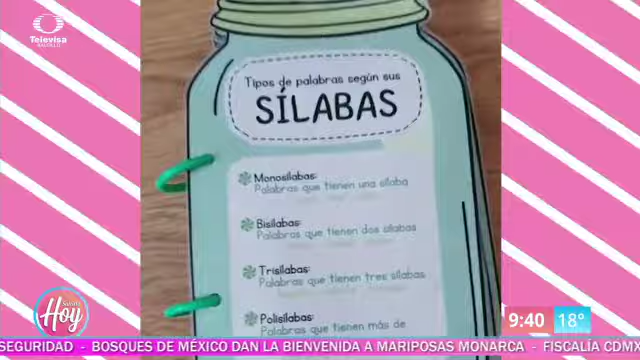 Televisa
SALTILLO
Tipos de palabras según sus
SÍLABAS
Monosílabas:
Palabras que tienen una sílaba
Bisílabas:
Palabras que tienen dos sílabas
Trisílabas:
Palabras que tienen tres sílabas
Polisílabas:
Palabras que tienen más de
Hoy
9:40 18°
SEGURIDAD - BOSQUES DE MÉXICO DAN LA BIENVENIDA A MARIPOSAS MONARCA - FISCALÍA CDMX